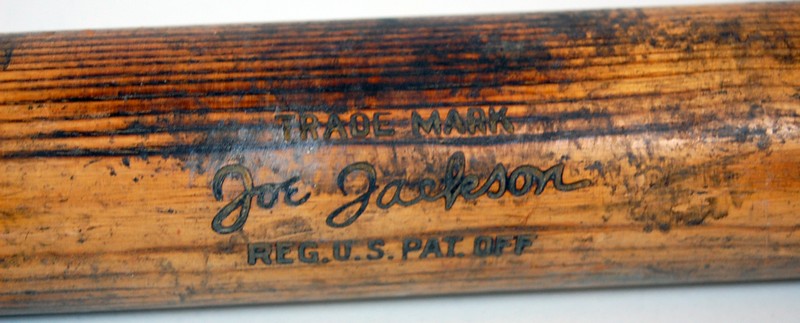 TRADE MARK
Joe Jackson
REG. U.S. PAT. OFF